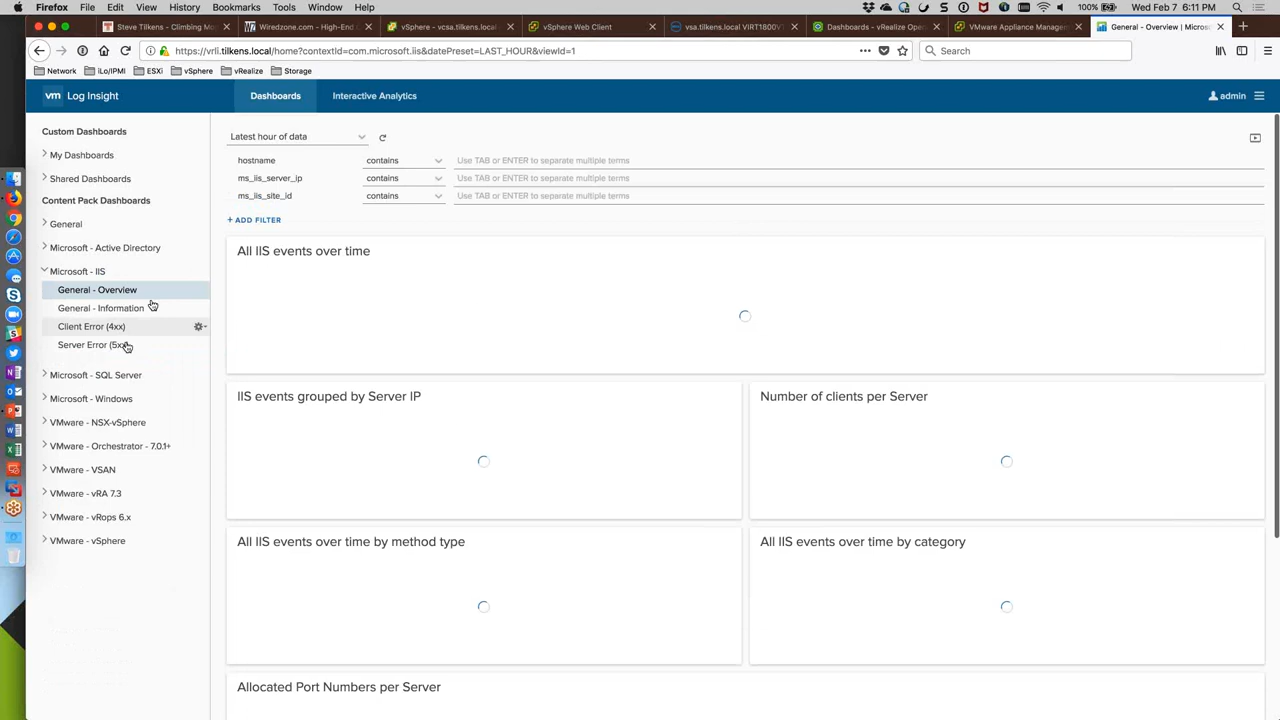 Firefox File Edit View History Bookmarks Tools Window Help
100% Wed Feb 7 6:11 PM
Steve Tilkens - Climbing Mo
Wiredzone.com - High-End C
vSphere - vcsa.tilkens.local
vSphere Web Client
vsa.tilkens.local VIRT1800V
Dashboards - vRealize Oper
VMware Appliance Managem
General - Overview | Micros
https://vrli.tilkens.local/home?contextId=com.microsoft.iis&datePreset=LAST_HOUR&viewId=1
Search
Network iLo/IPMI ESXi vSphere vRealize Storage
vm Log Insight Dashboards Interactive Analytics admin
Custom Dashboards
My Dashboards
Shared Dashboards
Content Pack Dashboards
General
Microsoft - Active Directory
Microsoft - IIS
General - Overview
General - Information
Client Error (4xx)
Server Error (5xx)
Microsoft - SQL Server
Microsoft - Windows
VMware - NSX-vSphere
VMware - Orchestrator - 7.0.1+
VMware - VSAN
VMware - vRA 7.3
VMware - vRops 6.x
VMware - vSphere
Latest hour of data
hostname contains Use TAB or ENTER to separate multiple terms
ms_iis_server_ip contains Use TAB or ENTER to separate multiple terms
ms_iis_site_id contains Use TAB or ENTER to separate multiple terms
+ ADD FILTER
All IIS events over time
IIS events grouped by Server IP
Number of clients per Server
All IIS events over time by method type
All IIS events over time by category
Allocated Port Numbers per Server